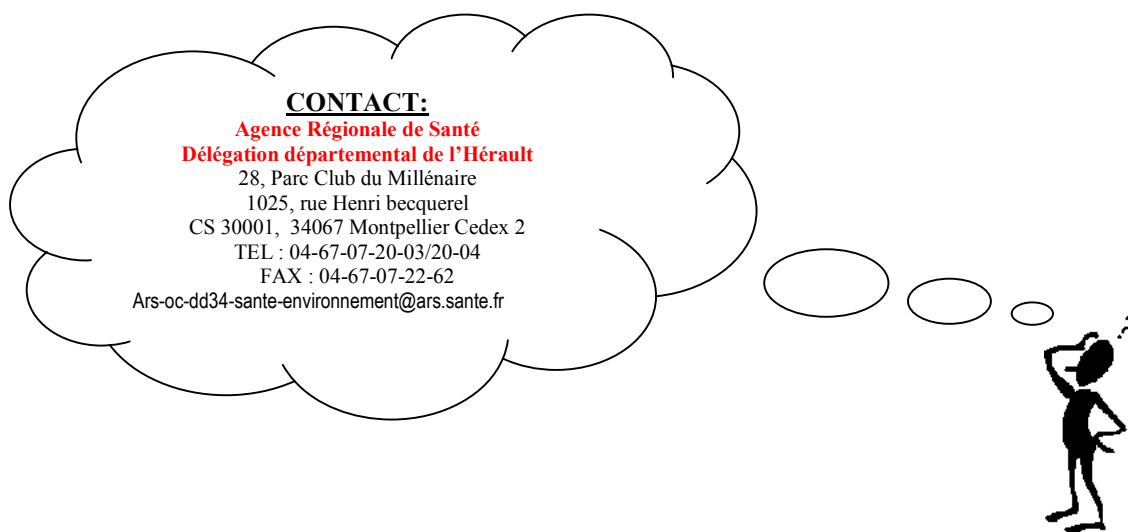 CONTACT:
Agence Régionale de Santé
Délégation départemental de l’Hérault
28, Parc Club du Millénaire
1025, rue Henri becquerel
CS 30001, 34067 Montpellier Cedex 2
TEL : 04-67-07-20-03/20-04
FAX : 04-67-07-22-62
Ars-oc-dd34-sante-environnement@ars.sante.fr